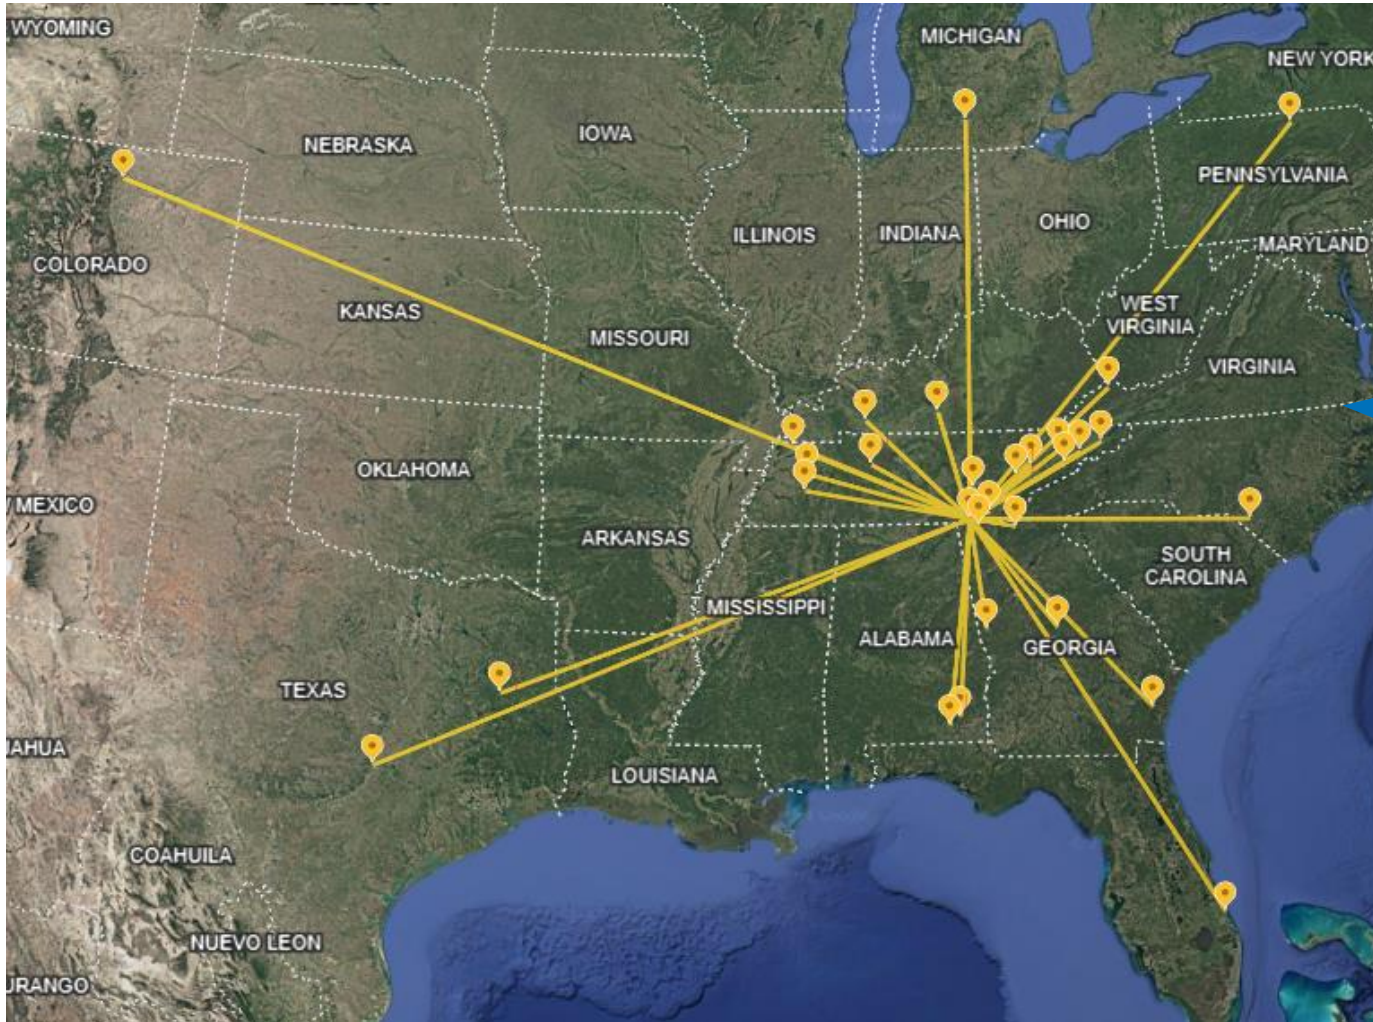 WYOMING
MICHIGAN
NEW YORK
NEBRASKA
IOWA
PENNSYLVANIA
ILLINOIS
INDIANA
OHIO
MARYLAND
COLORADO
KANSAS
WEST
VIRGINIA
MISSOURI
VIRGINIA
OKLAHOMA
MEXICO
ARKANSAS
SOUTH
CAROLINA
MISSISSIPPI
ALABAMA
GEORGIA
TEXAS
UAHUA
LOUISIANA
COAHUILA
NUEVO LEON
URANGO